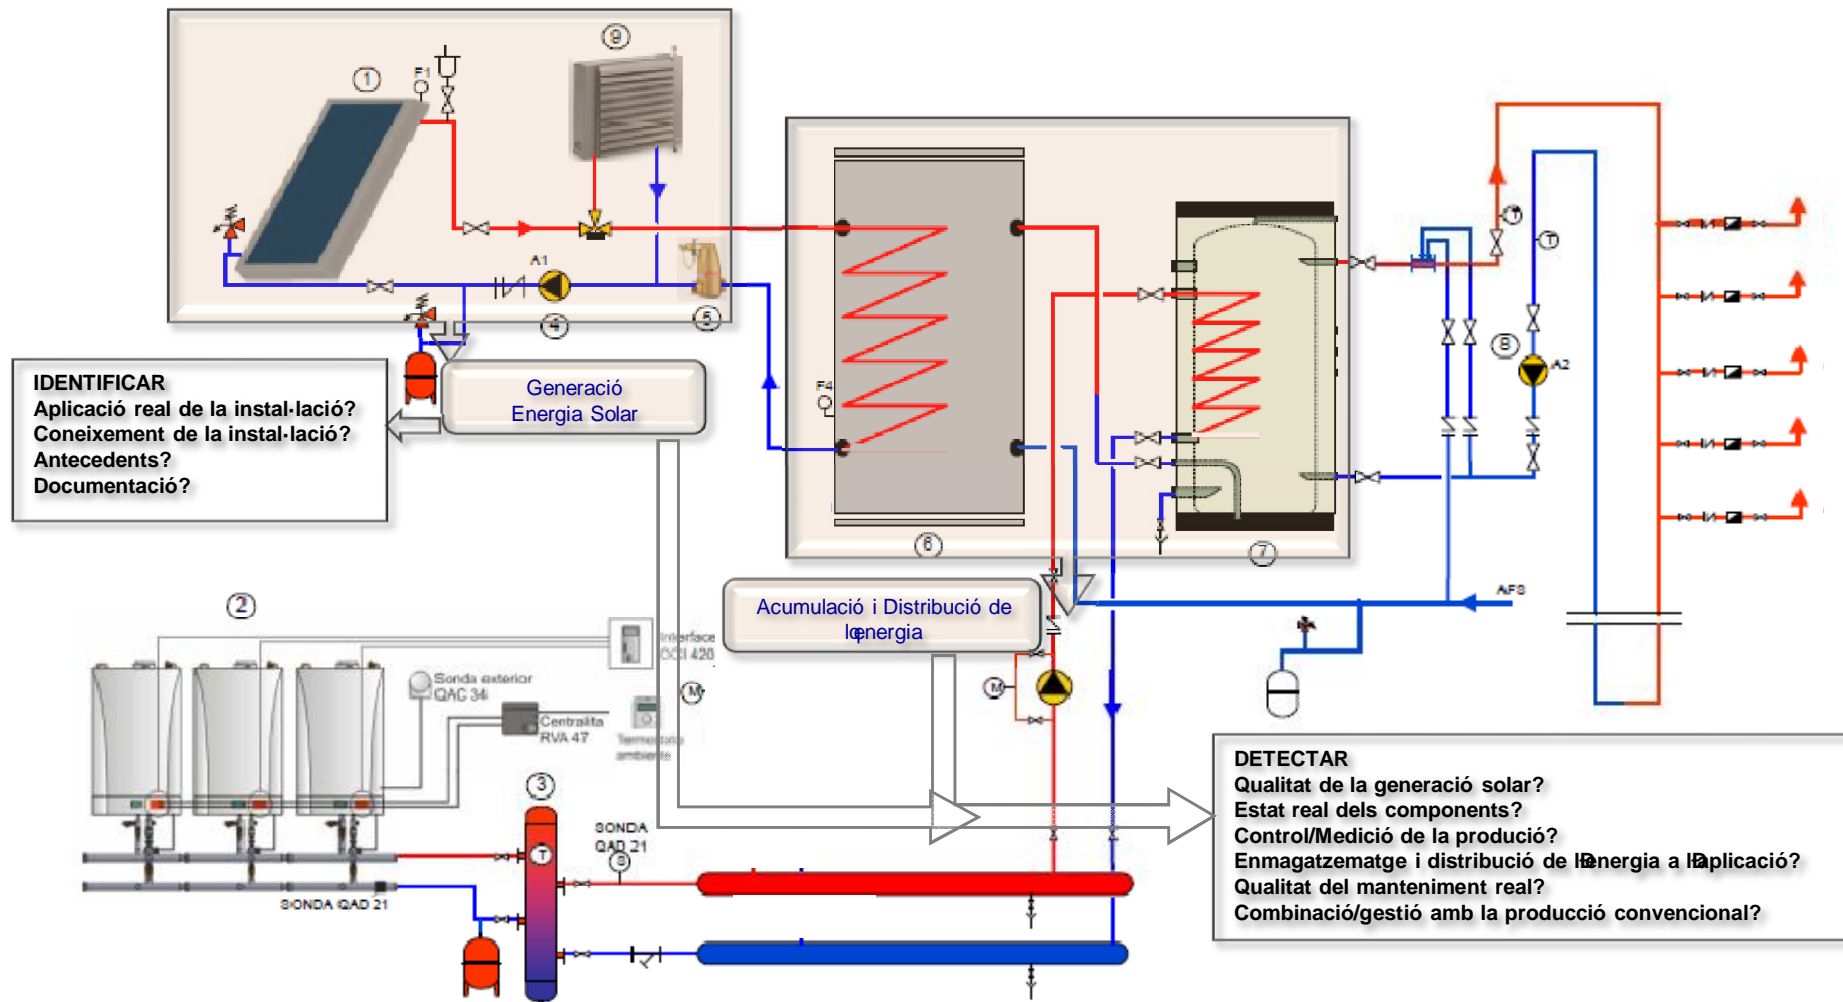 1
F1
9
A1
4
5
IDENTIFICAR
Aplicació real de la instal·lació?
Coneixement de la instal·lació?
Antecedents?
Documentació?
Generació
Energia Solar
F4
6
7
T
T
8
A2
AFS
Acumulació i Distribució de
energia
2
Interface
OCI 420
Sonda exterior
QAC 34
Centralita
RVA 47
Termostato
ambiente
M
M
3
T
SONDA
QAD 21
S
SONDA QAD 21
DETECTAR
Qualitat de la generació solar?
Estat real dels components?
Control/Medició de la produció?
Enmagatzematge i distribució de energia a aplicació?
Qualitat del manteniment real?
Combinació/gestió amb la producció convencional?